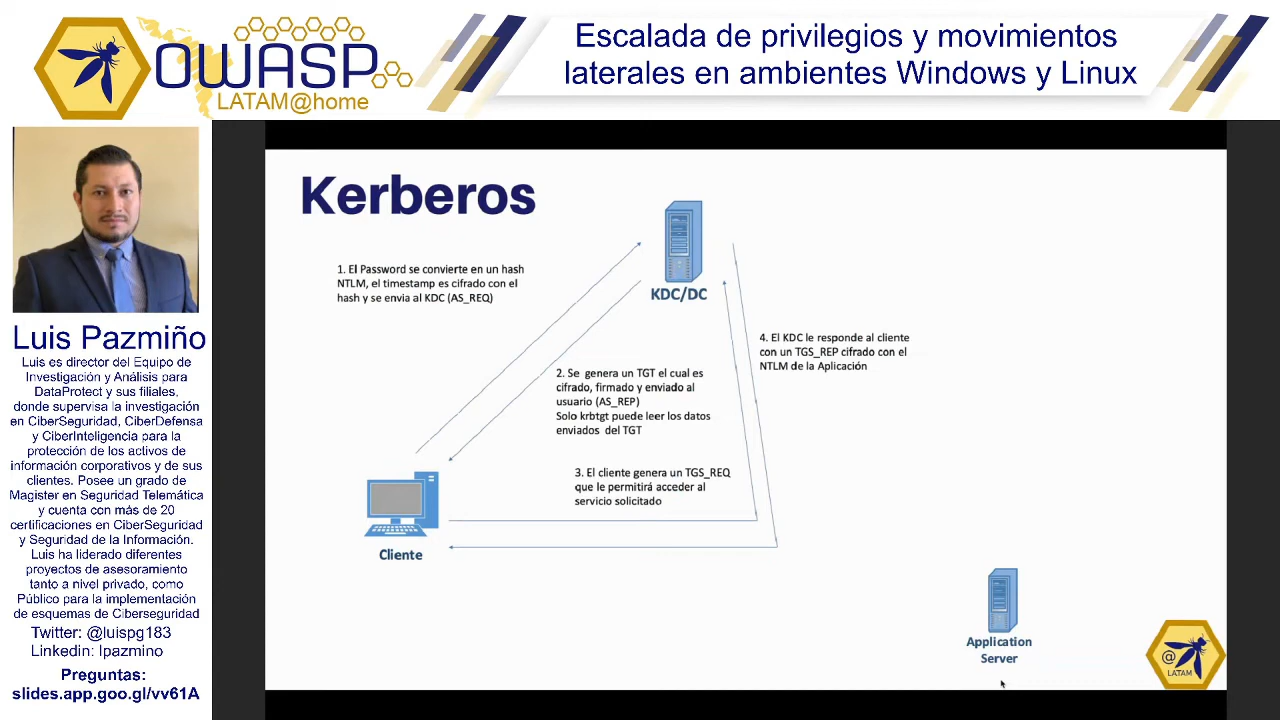 OWASP
LATAM@home
Escalada de privilegios y movimientos
laterales en ambientes Windows y Linux
Luis Pazmiño
Luis es director del Equipo de
Investigación y Análisis para
DataProtect y sus filiales,
donde supervisa la investigación
en CiberSeguridad, CiberDefensa
y CiberInteligencia para la
protección de los activos de
información corporativos y de sus
clientes. Posee un grado de
Magister en Seguridad Telemática
y cuenta con más de 20
certificaciones en CiberSeguridad
y Seguridad de la Información.
Luis ha liderado diferentes
proyectos de asesoramiento
tanto a nivel privado, como
Público para la implementación
de esquemas de Ciberseguridad
Twitter: @luispg183
Linkedin: lpazmino
Preguntas:
slides.app.goo.gl/vv61A
Kerberos
1. El Password se convierte en un hash
NTLM, el timestamp es cifrado con el
hash y se envia al KDC (AS_REQ)
KDC/DC
4. El KDC le responde al cliente
con un TGS_REP cifrado con el
NTLM de la Aplicación
2. Se genera un TGT el cual es
cifrado, firmado y enviado al
usuario (AS_REP)
Solo krbtgt puede leer los datos
enviados del TGT
3. El cliente genera un TGS_REQ
que le permitirá acceder al
servicio solicitado
Cliente
Application
Server
@
LATAM